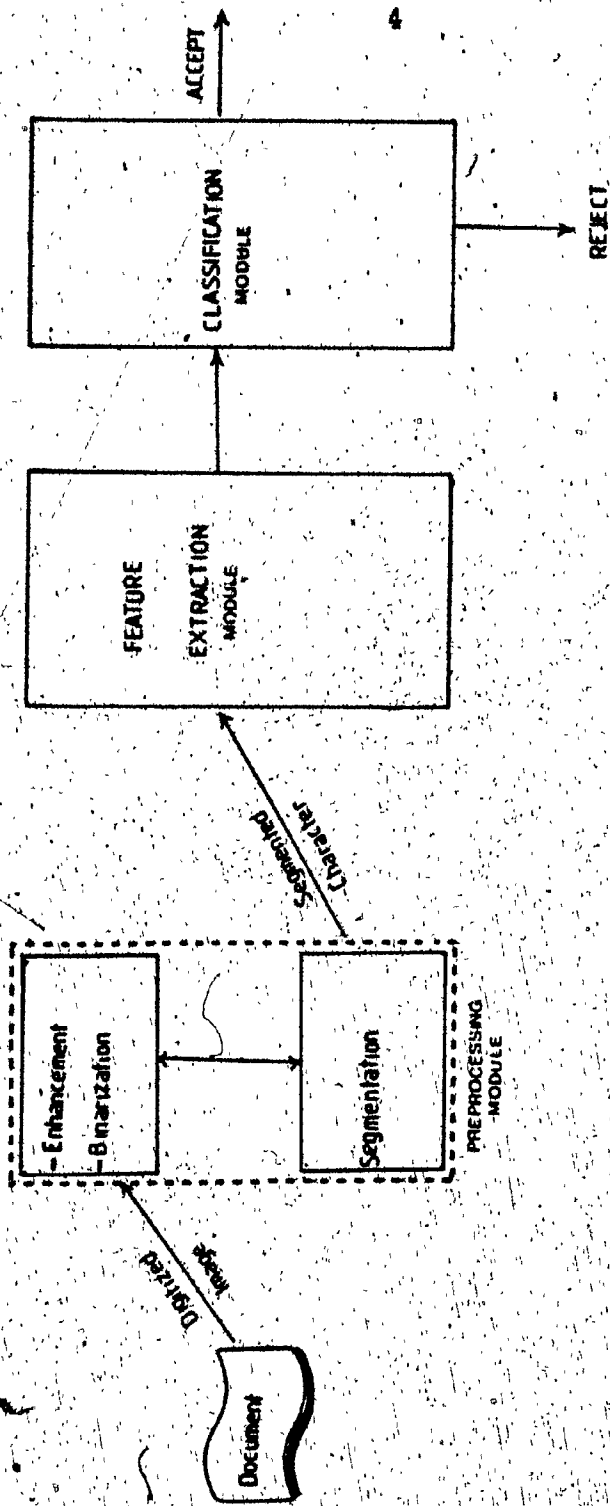 Document
Digitized
Image
-Enhancement
-Binarization
Segmentation
PREPROCESSING
MODULE
Segmented
Character
FEATURE
EXTRACTION
MODULE
CLASSIFICATION
MODULE
ACCEPT
REJECT
4